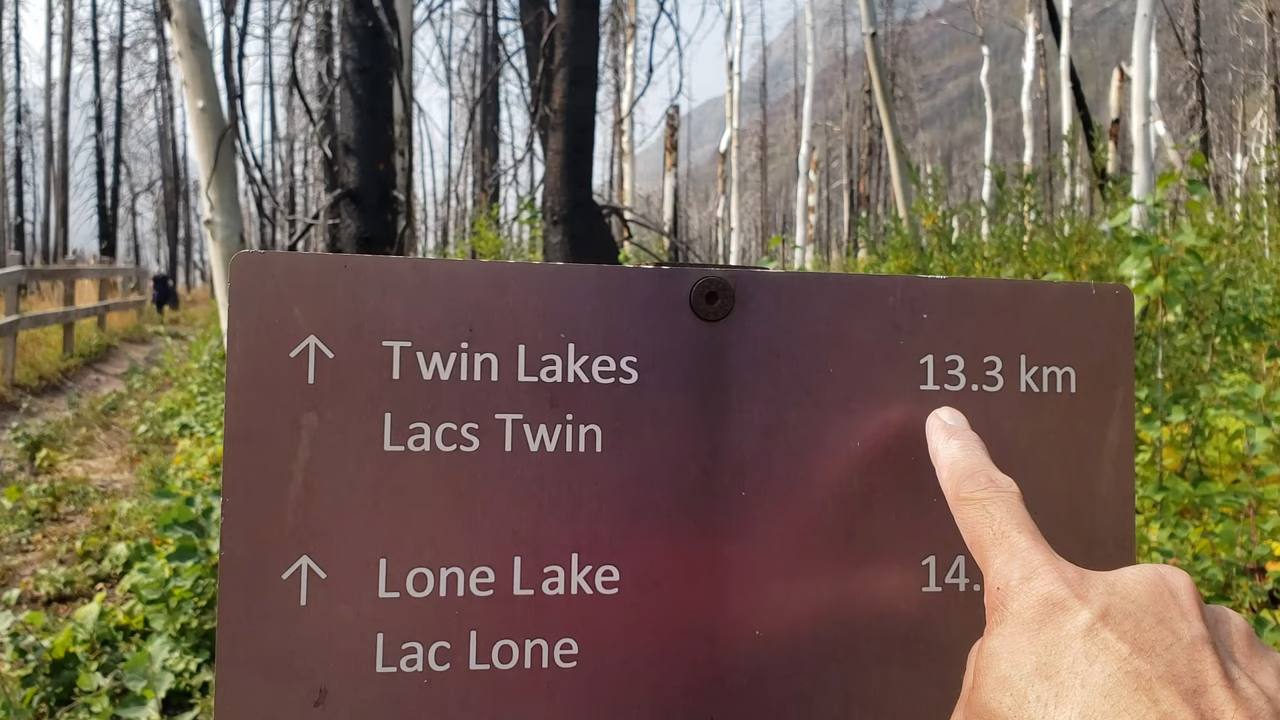 ↑ Twin Lakes 13.3 km
Lacs Twin
↑ Lone Lake 14.
Lac Lone